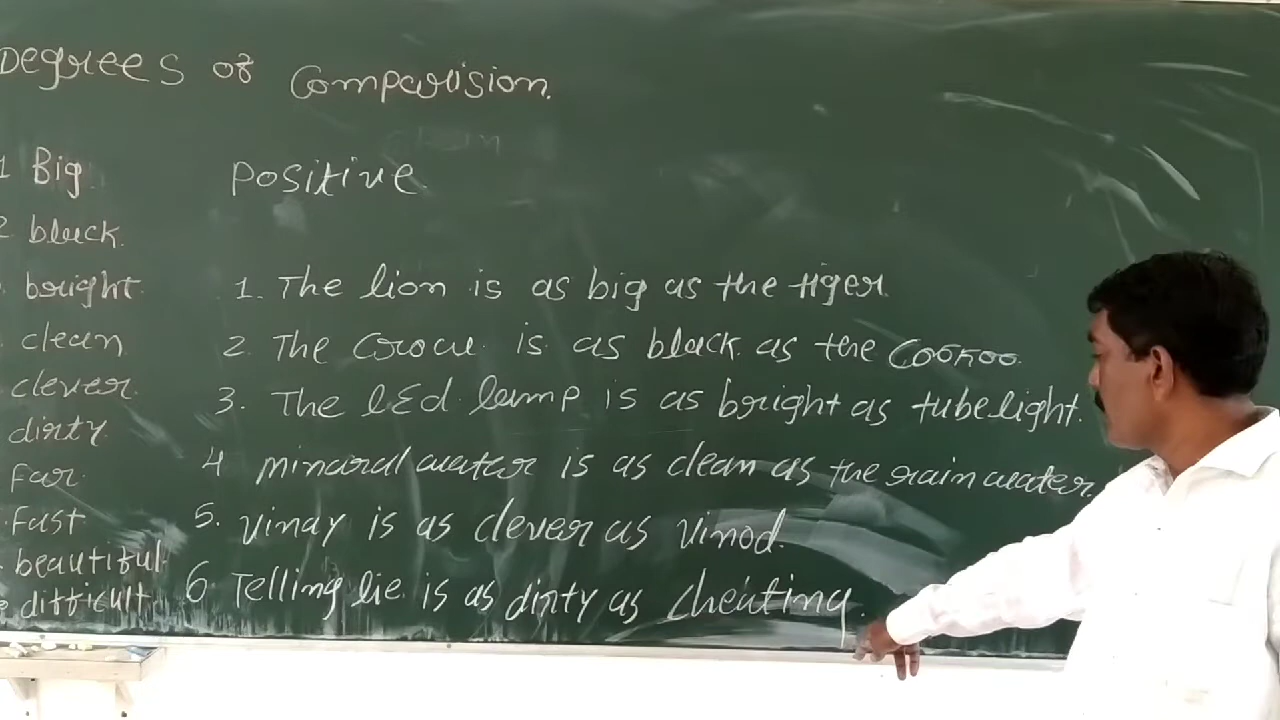 Degrees of Comparision.
1 Big
2 black.
bright.
clean
clever.
dirty.
Far.
Fast
beautiful.
difficult.
Positive
1. The lion is as big as the tiger.
2. The Crow is as black as the Cookoo.
3. The LEd lamp is as bright as tubelight.
4 minaral watar is as clean as the rain water.
5. Vinay is as clever as Vinod.
6 Telling lie is as dirty as cheating.